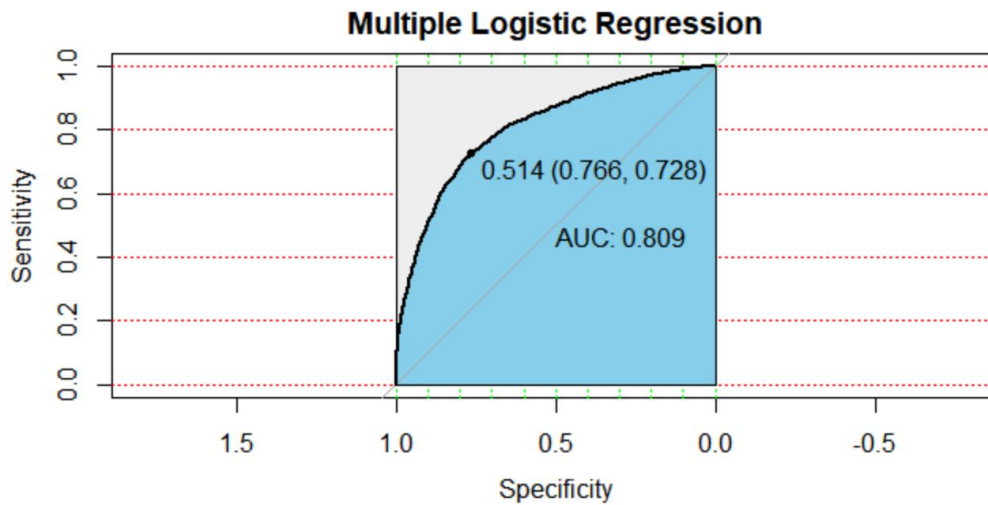 Multiple Logistic Regression
1.0
0.8
0.6
0.4
0.2
0.0
Sensitivity
0.514 (0.766, 0.728)
AUC: 0.809
1.5 1.0 0.5 0.0 -0.5
Specificity